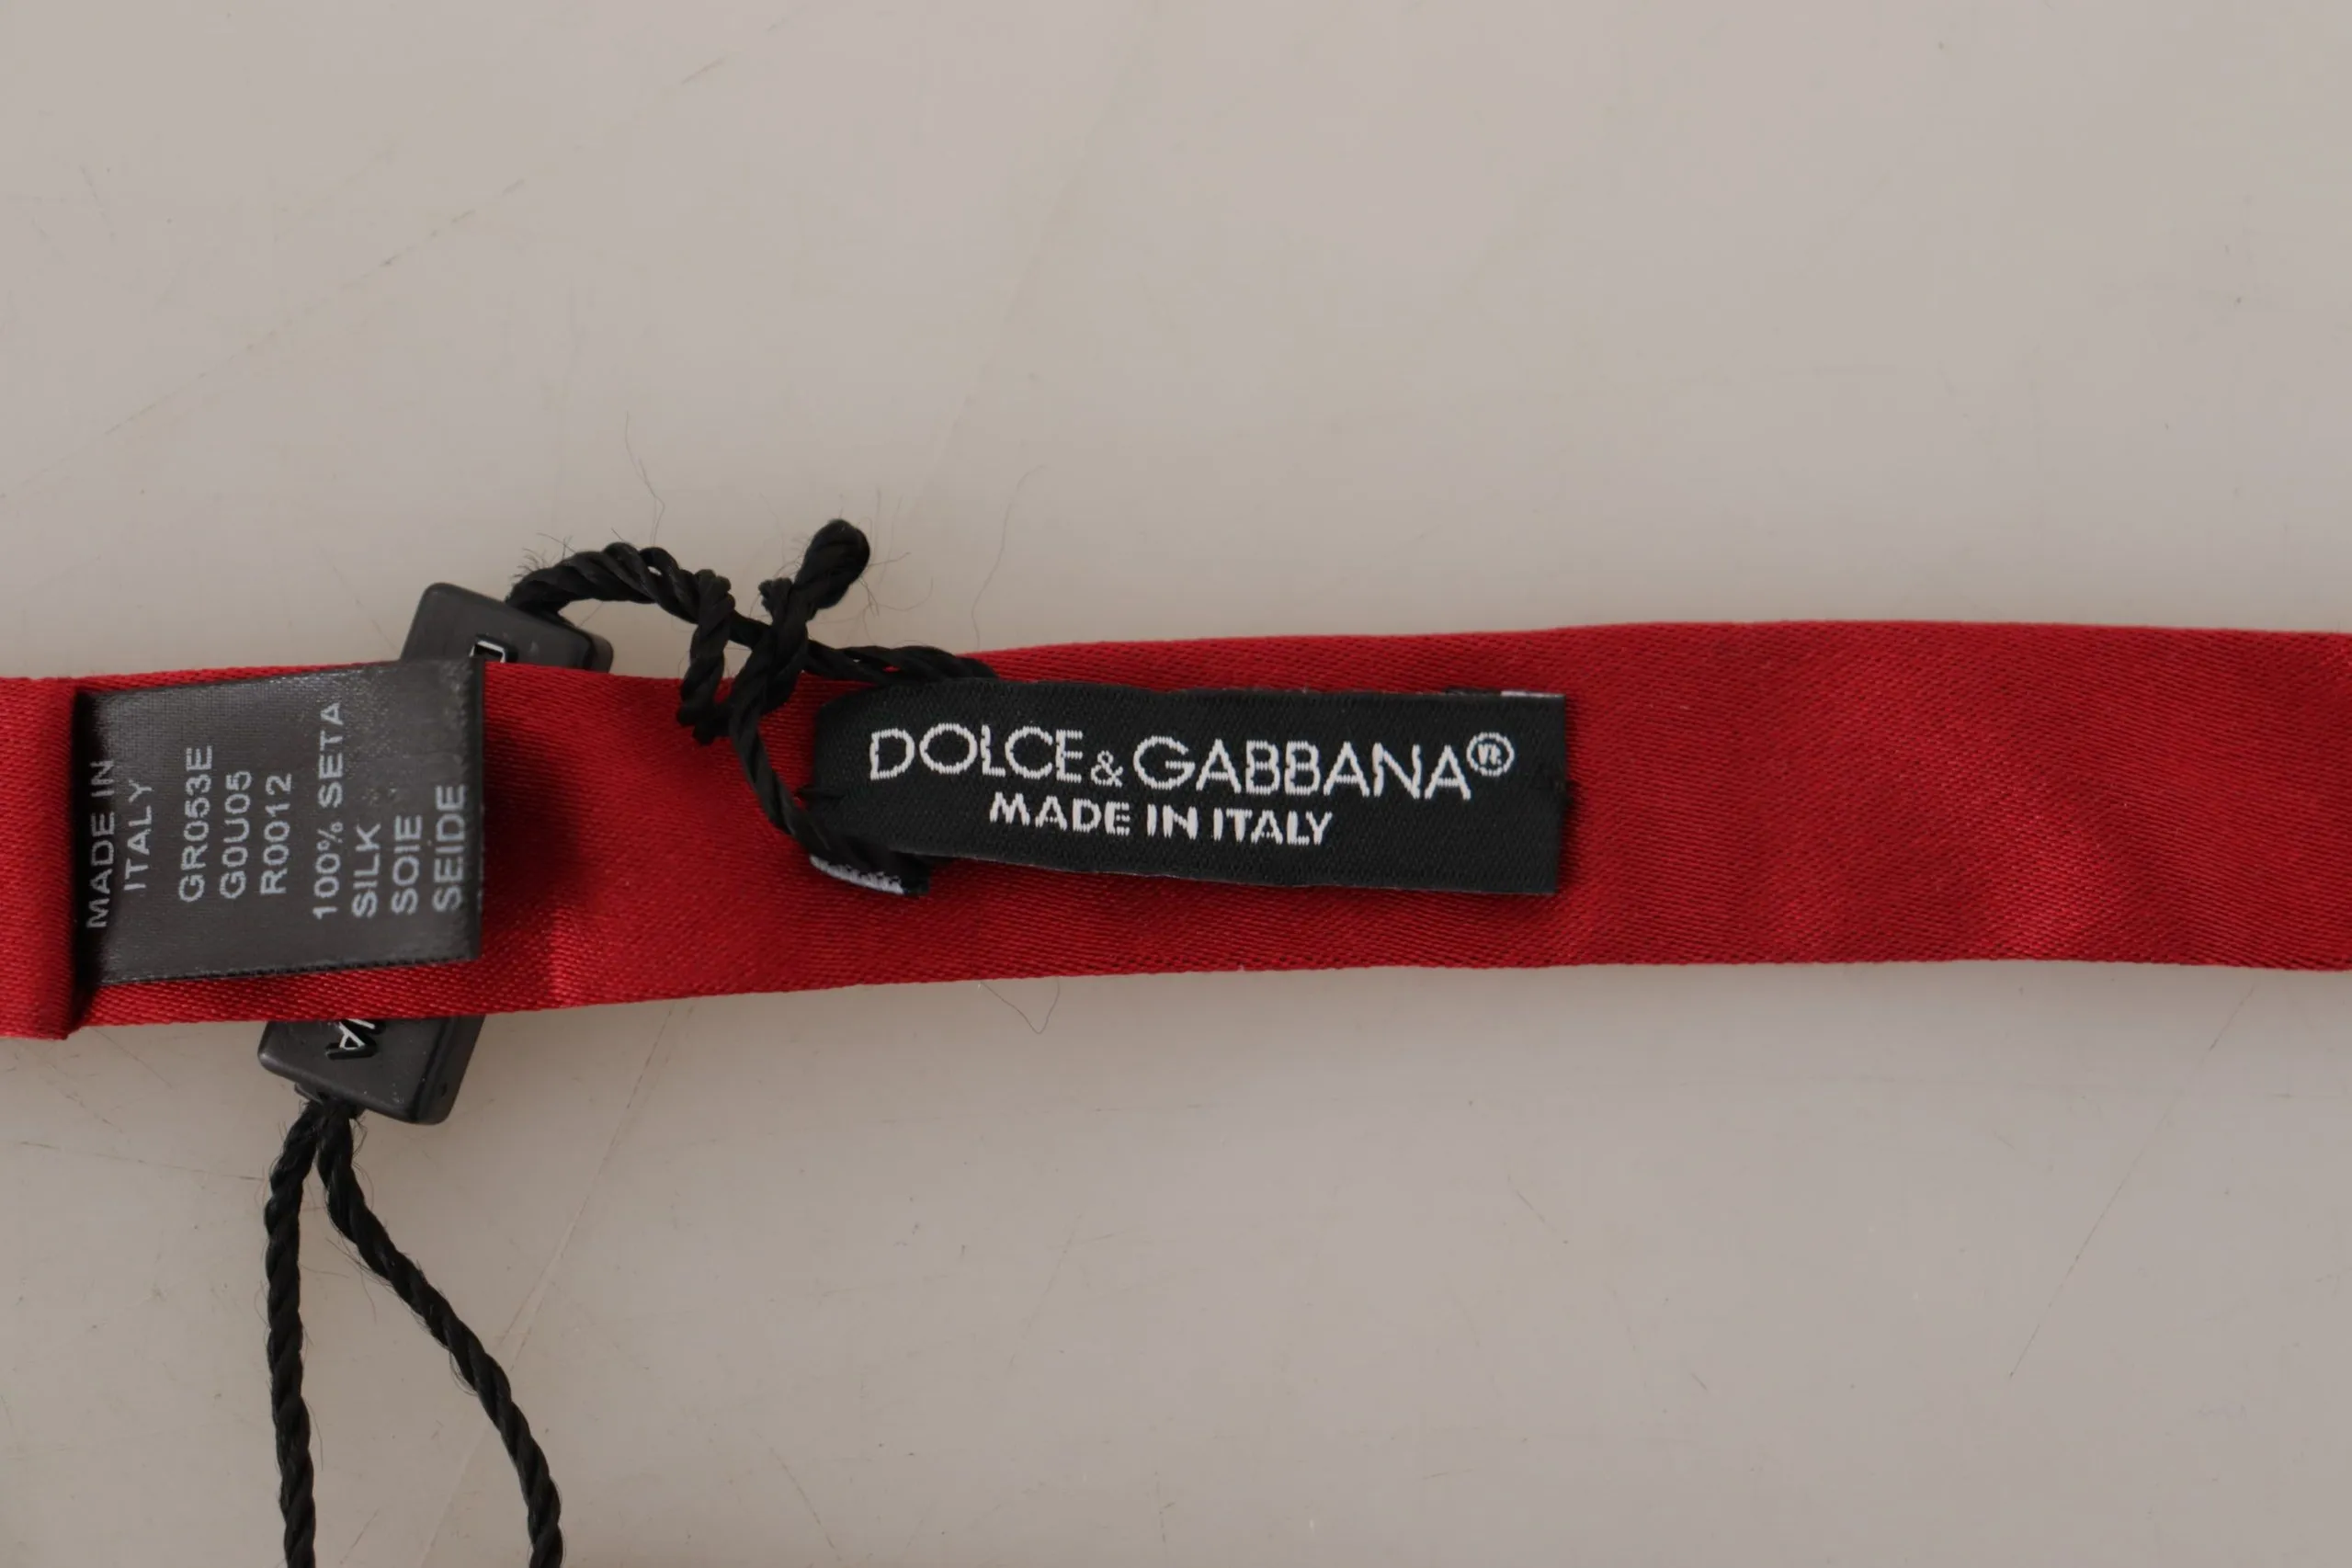 MADE IN
ITALY
GR053E
G0U05
R0012
100% SETA
SILK
SOIE
SEIDE
DOLCE&GABBANA®
MADE IN ITALY